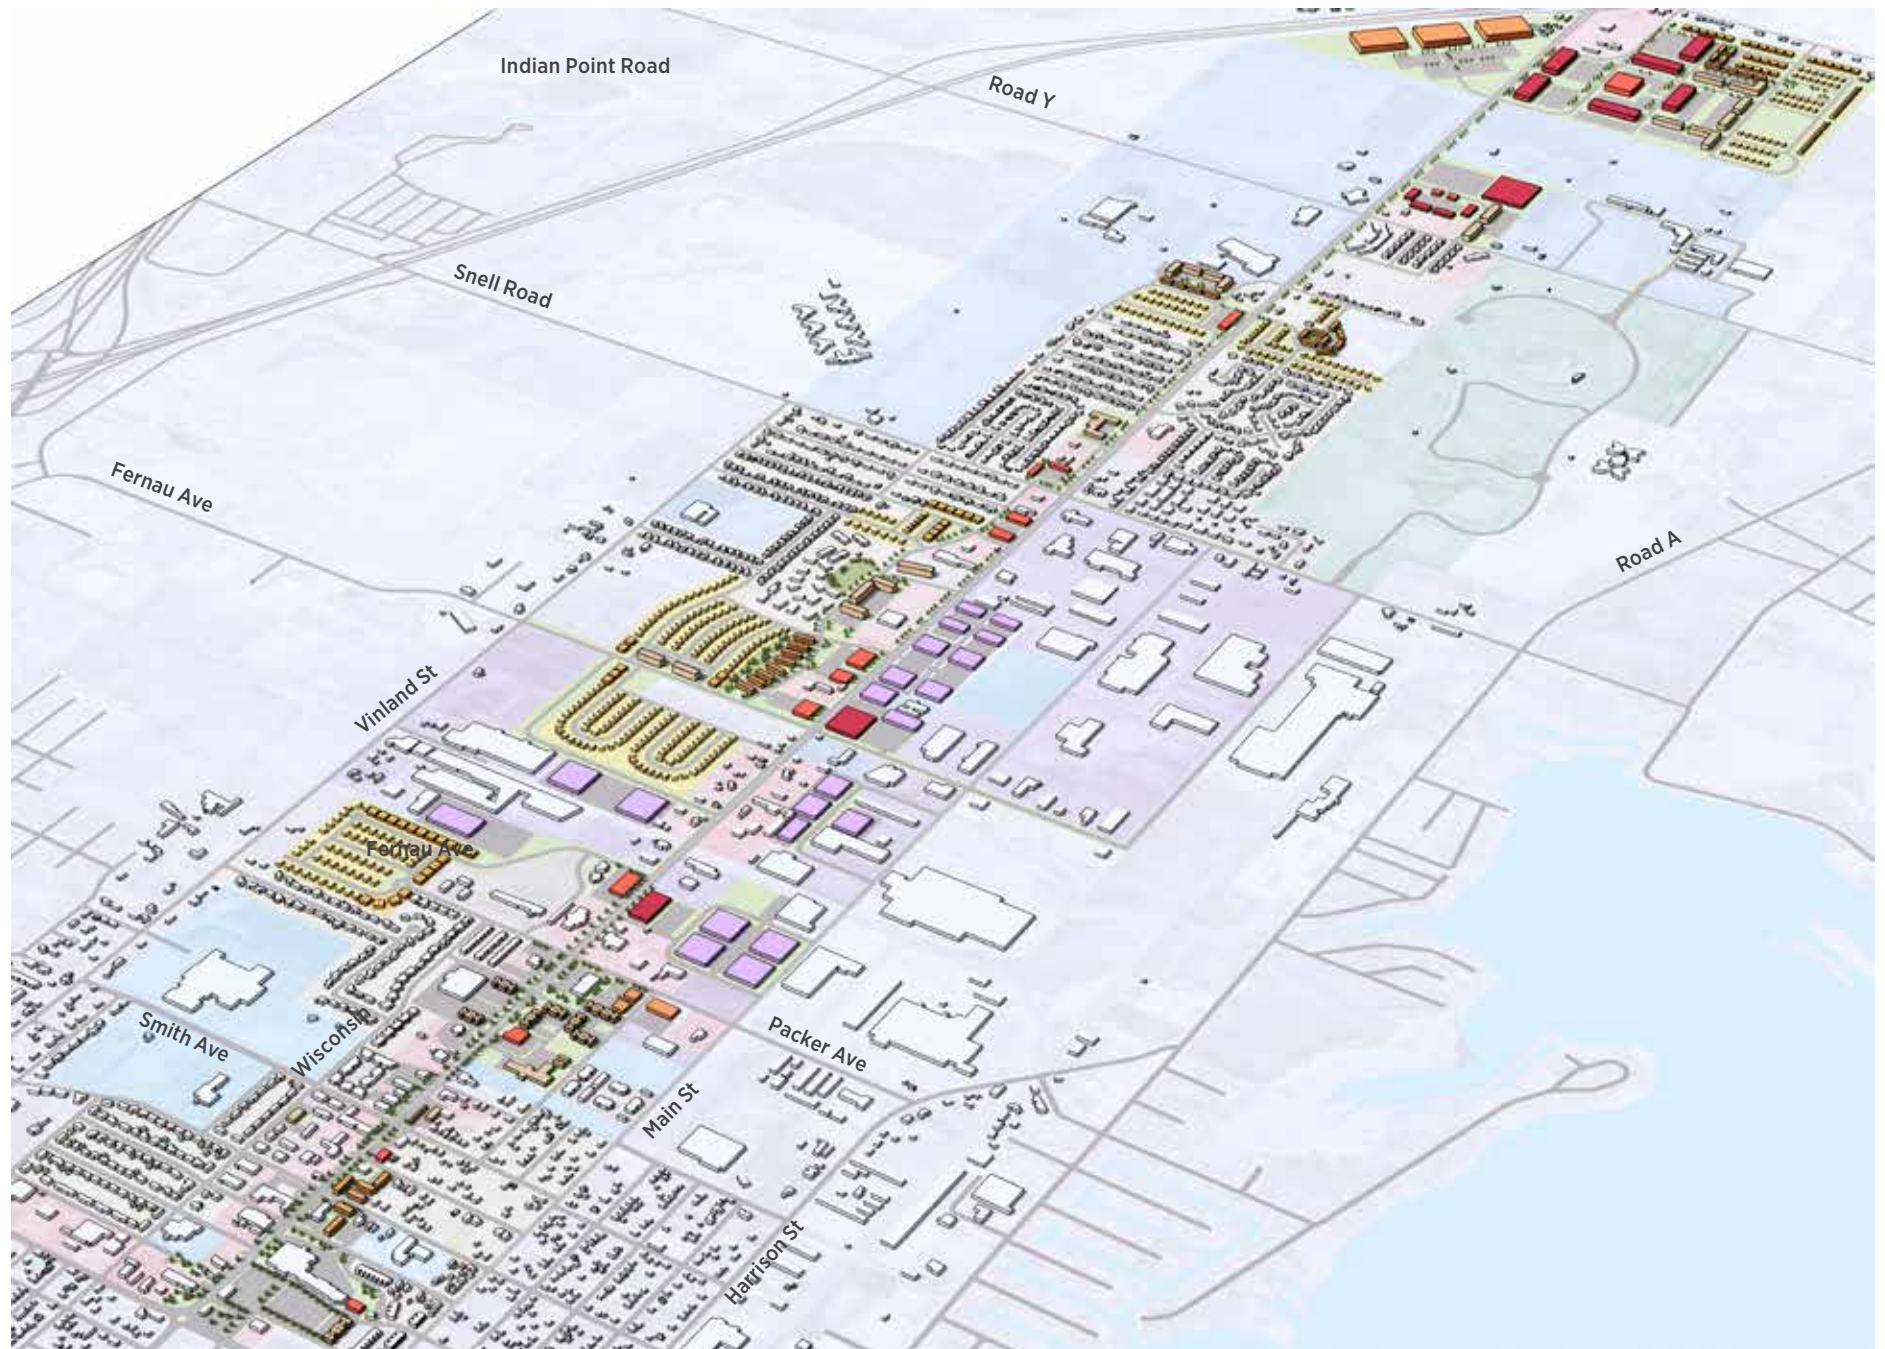 Indian Point Road
Road Y
Snell Road
Fernau Ave
Road A
Vinland St
Fernau Ave
Smith Ave
Wisconsin
Packer Ave
Main St
Harrison St